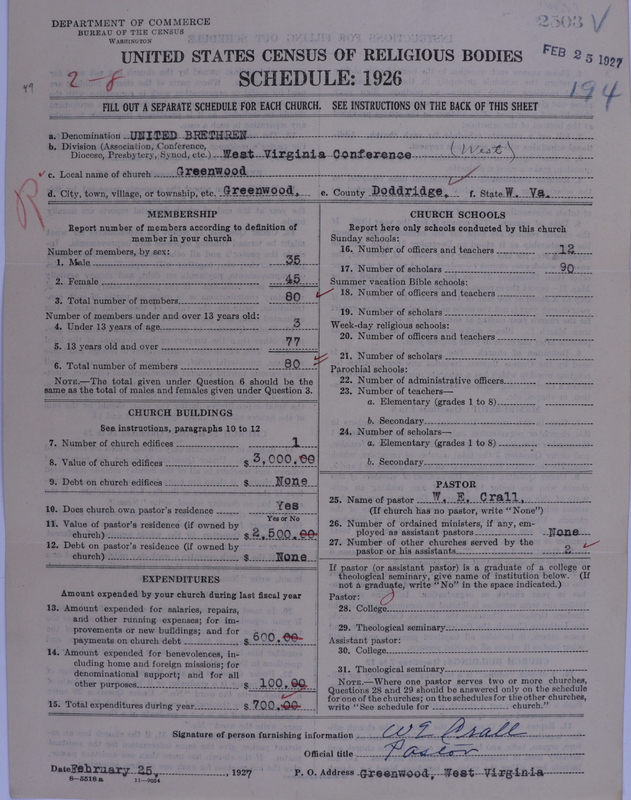 DEPARTMENT OF COMMERCE
BUREAU OF THE CENSUS
WASHINGTON
2303 V
FEB 25 1927
UNITED STATES CENSUS OF RELIGIOUS BODIES
SCHEDULE: 1926
2-8
49
194
FILL OUT A SEPARATE SCHEDULE FOR EACH CHURCH. SEE INSTRUCTIONS ON THE BACK OF THIS SHEET
a. Denomination UNITED BRETHREN
b. Division (Association, Conference,
Diocese, Presbytery, Synod, etc.) West Virginia Conference (West)
c. Local name of church Greenwood
d. City, town, village, or township, etc. Greenwood, e. County Doddridge, f. State W. Va.
R
MEMBERSHIP
Report number of members according to definition of
member in your church
Number of members, by sex:
1. Male 35
2. Female 45
3. Total number of members 80
Number of members under and over 13 years old:
4. Under 13 years of age 3
5. 13 years old and over 77
6. Total number of members 80
NOTE.—The total given under Question 6 should be the
same as the total of males and females given under Question 3.
CHURCH BUILDINGS
See instructions, paragraphs 10 to 12
7. Number of church edifices 1
8. Value of church edifices $3,000.00
9. Debt on church edifices $ None
10. Does church own pastor's residence Yes
Yes or No
11. Value of pastor's residence (if owned by
church) $2,500.00
12. Debt on pastor's residence (if owned by
church) $ None
EXPENDITURES
Amount expended by your church during last fiscal year
13. Amount expended for salaries, repairs,
and other running expenses; for im-
provements or new buildings; and for
payments on church debt $600.00
14. Amount expended for benevolences, in-
cluding home and foreign missions; for
denominational support; and for all
other purposes $ 100.00
15. Total expenditures during year $700.00
CHURCH SCHOOLS
Report here only schools conducted by this church
Sunday schools:
16. Number of officers and teachers 12
17. Number of scholars 90
Summer vacation Bible schools:
18. Number of officers and teachers
19. Number of scholars
Week-day religious schools:
20. Number of officers and teachers
21. Number of scholars
Parochial schools:
22. Number of administrative officers
23. Number of teachers—
a. Elementary (grades 1 to 8)
b. Secondary
24. Number of scholars—
a. Elementary (grades 1 to 8)
b. Secondary
PASTOR
25. Name of pastor W. E. Crall,
(If church has no pastor, write "None")
26. Number of ordained ministers, if any, em-
ployed as assistant pastors None
27. Number of other churches served by the
pastor or his assistants 2
If pastor (or assistant pastor) is a graduate of a college or
theological seminary, give name of institution below. (If
not a graduate, write "No" in the space indicated.)
Pastor:
28. College
29. Theological seminary
Assistant pastor:
30. College
31. Theological seminary
NOTE.—Where one pastor serves two or more churches,
Questions 28 and 29 should be answered only on the schedule
for one of the churches; on the schedules for the other churches,
write "See schedule for church."
Signature of person furnishing information W E Crall
Official title Pastor
Date February 25, , 1927 P. O. Address Greenwood, West Virginia
8—5518a 11—9054